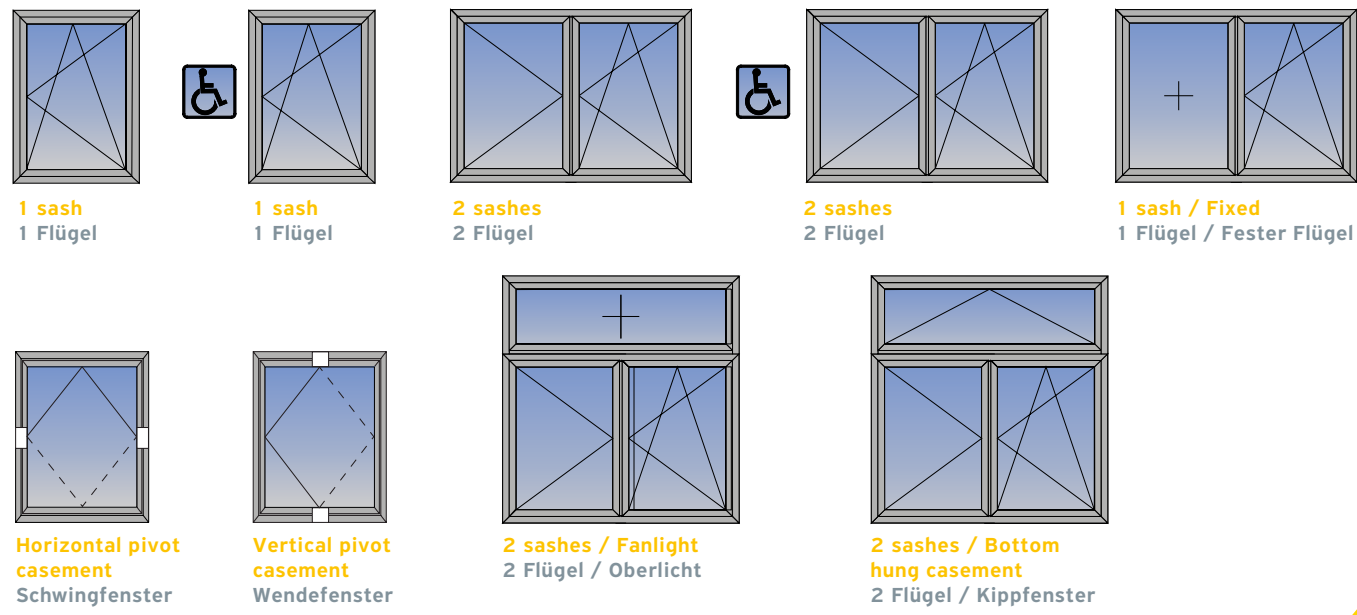 1 sash
1 Flügel
1 sash
1 Flügel
2 sashes
2 Flügel
2 sashes
2 Flügel
1 sash / Fixed
1 Flügel / Fester Flügel
Horizontal pivot
casement
Schwingfenster
Vertical pivot
casement
Wendefenster
2 sashes / Fanlight
2 Flügel / Oberlicht
2 sashes / Bottom
hung casement
2 Flügel / Kippfenster